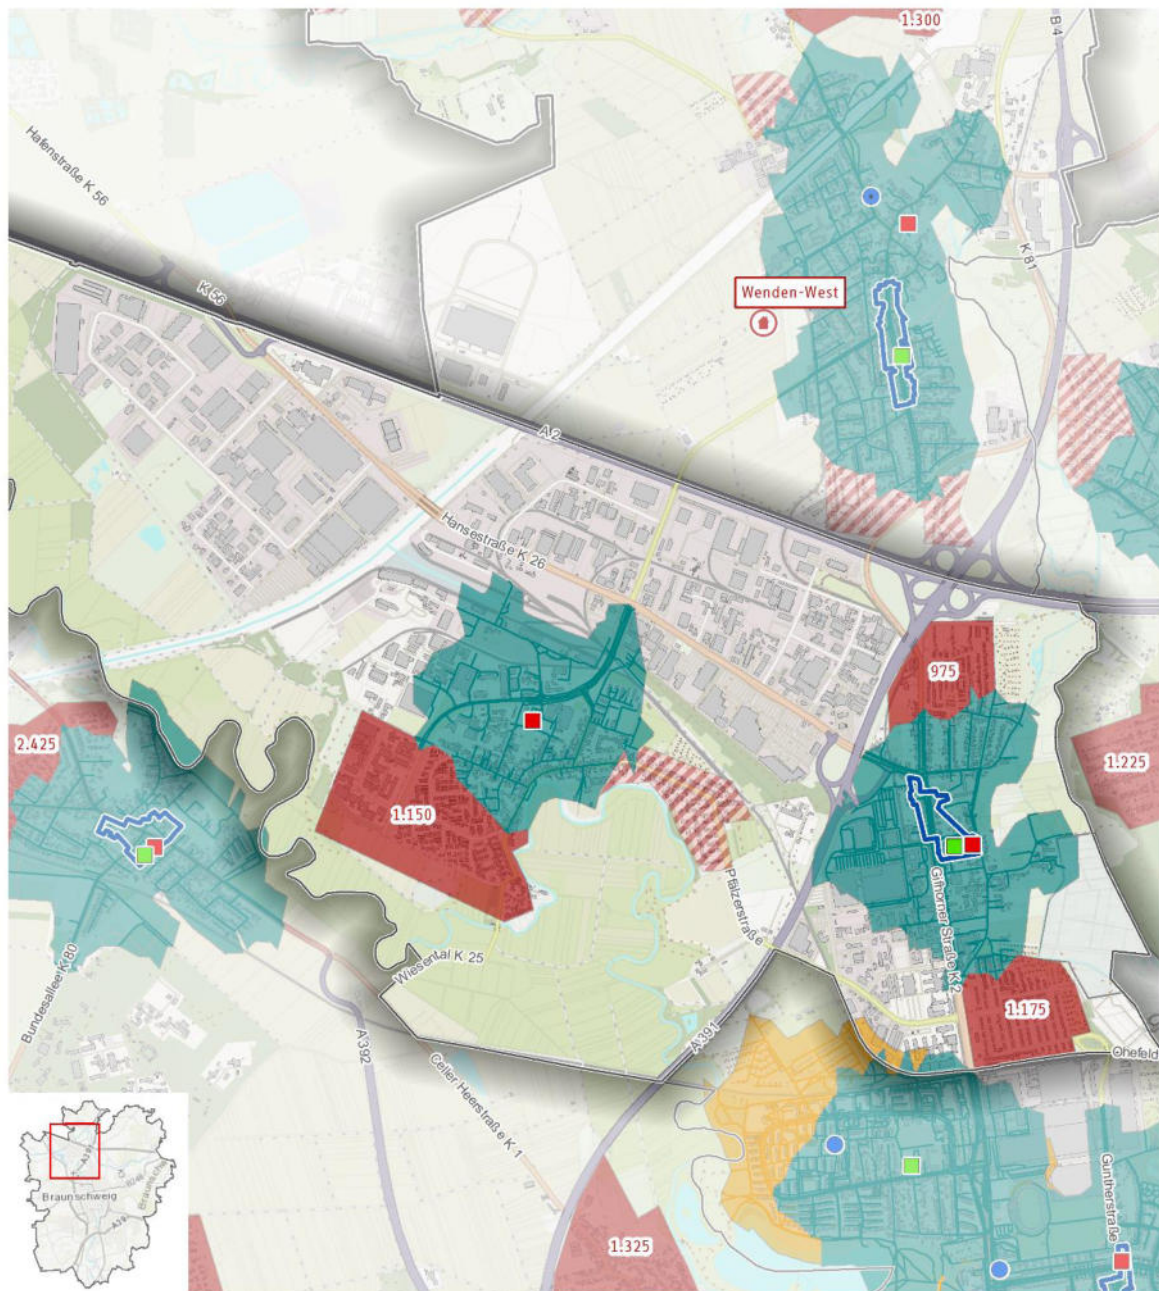 1.300
B 4
Hafenstraße K 56
K 56
K 81
Wenden-West
A 2
Hansestraße K 26
975
2.425
1.225
1.150
Pfälzerstraße
Gifhorner Straße K 2
Wiesental K 25
Bundesallee K 80
1.175
A 391
A 392
Ohefeld
Celler Heerstraße K 1
Guntherstraße
Braunschweig
1.325